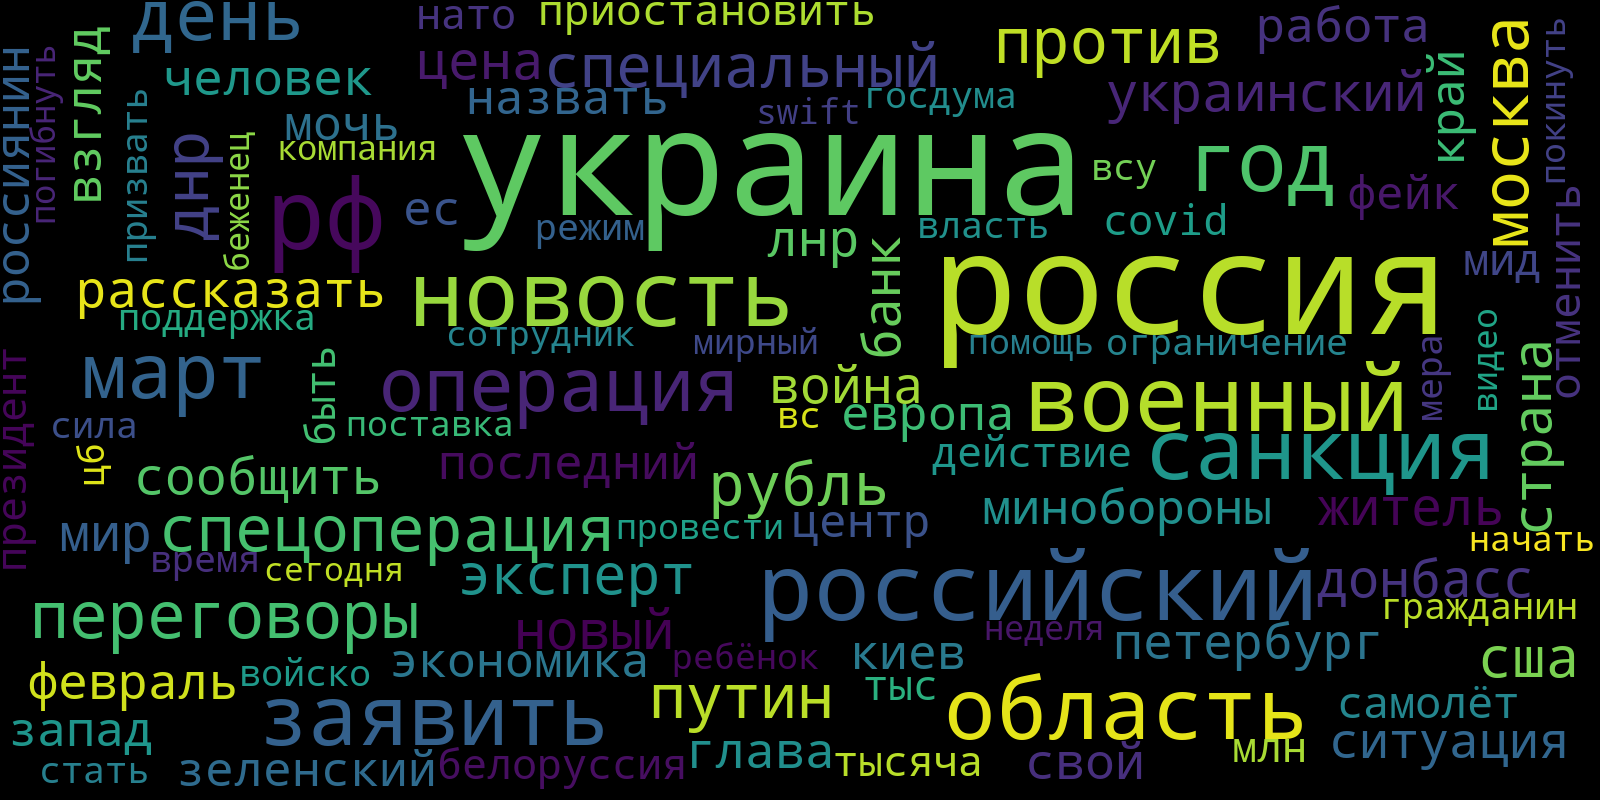 день
нато
приостановить
работа
взгляд
человек
цена
специальный
против
москва
россиянин
погибнуть
призвать
мочь
назвать
swift
госдума
украинский
край
покинуть
днр
беженец
компания
украина
всу
год
фейк
рф
ес
режим
лнр
власть
covid
мид
отменить
рассказать
новость
банк
россия
поддержка
сотрудник
мирный
помощь
ограничение
мера
видео
президент
март
быть
операция
война
военный
страна
сила
поставка
вс
европа
цб
сообщить
последний
рубль
действие
санкция
мир
спецоперация
провести
центр
минобороны
житель
время
сегодня
эксперт
начать
российский
донбасс
переговоры
новый
неделя
гражданин
февраль
войско
экономика
ребёнок
киев
петербург
сша
запад
заявить
путин
тыс
область
самолёт
стать
зеленский
белоруссия
глава
тысяча
свой
млн
ситуация